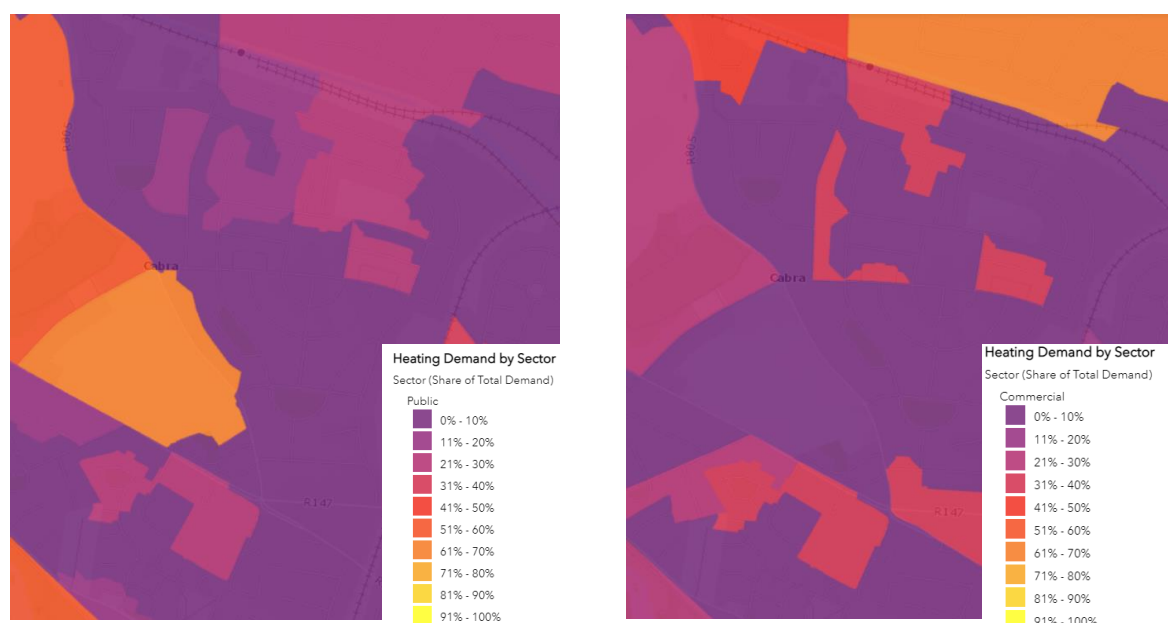 R805
Cabra
R147
Heating Demand by Sector
Sector (Share of Total Demand)
Public
0% - 10%
11% - 20%
21% - 30%
31% - 40%
41% - 50%
51% - 60%
61% - 70%
71% - 80%
81% - 90%
91% - 100%
R805
Cabra
R147
Heating Demand by Sector
Sector (Share of Total Demand)
Commercial
0% - 10%
11% - 20%
21% - 30%
31% - 40%
41% - 50%
51% - 60%
61% - 70%
71% - 80%
81% - 90%
91% - 100%